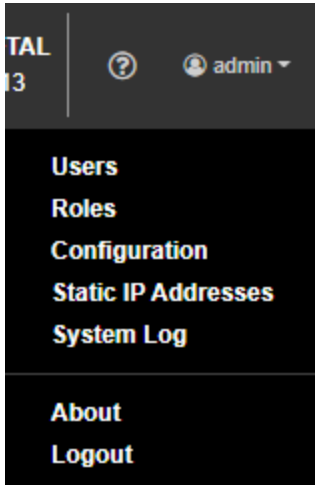 TAL
13
admin
Users
Roles
Configuration
Static IP Addresses
System Log
About
Logout